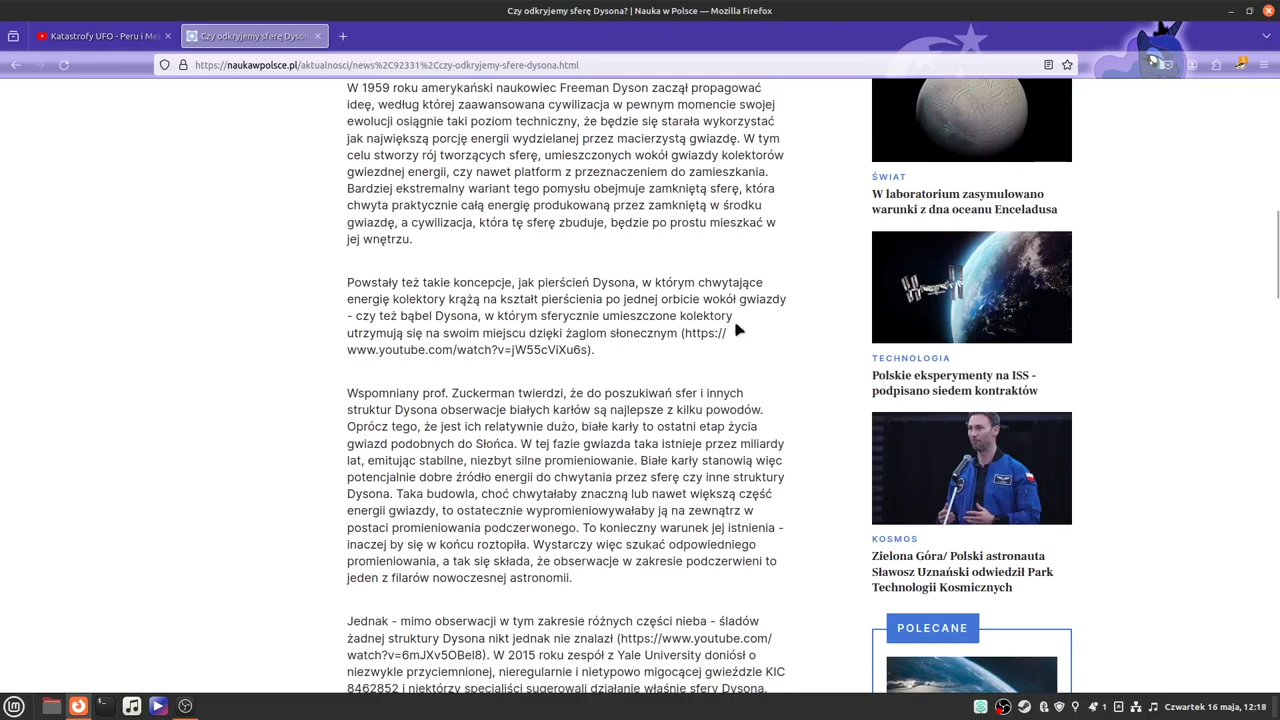 Czy odkryjemy sferę Dysona? | Nauka w Polsce — Mozilla Firefox
Katastrofy UFO - Peru i Me
Czy odkryjemy sferę Dyson
https://naukawpolsce.pl/aktualnosci/news%2C92331%2Cczy-odkryjemy-sfere-dysona.html
W 1959 roku amerykański naukowiec Freeman Dyson zaczął propagować
ideę, według której zaawansowana cywilizacja w pewnym momencie swojej
ewolucji osiągnie taki poziom techniczny, że będzie się starała wykorzystać
jak największą porcję energii wydzielanej przez macierzystą gwiazdę. W tym
celu stworzy rój tworzących sferę, umieszczonych wokół gwiazdy kolektorów
gwiezdnej energii, czy nawet platform z przeznaczeniem do zamieszkania.
Bardziej ekstremalny wariant tego pomysłu obejmuje zamkniętą sferę, która
chwyta praktycznie całą energię produkowaną przez zamkniętą w środku
gwiazdę, a cywilizacja, która tę sferę zbuduje, będzie po prostu mieszkać w
jej wnętrzu.
Powstały też takie koncepcje, jak pierścień Dysona, w którym chwytające
energię kolektory krążą na kształt pierścienia po jednej orbicie wokół gwiazdy
- czy też bąbel Dysona, w którym sferycznie umieszczone kolektory
utrzymują się na swoim miejscu dzięki żaglom słonecznym (https://
www.youtube.com/watch?v=jW55cViXu6s).
Wspomniany prof. Zuckerman twierdzi, że do poszukiwań sfer i innych
struktur Dysona obserwacje białych karłów są najlepsze z kilku powodów.
Oprócz tego, że jest ich relatywnie dużo, białe karły to ostatni etap życia
gwiazd podobnych do Słońca. W tej fazie gwiazda taka istnieje przez miliardy
lat, emitując stabilne, niezbyt silne promieniowanie. Białe karły stanowią więc
potencjalnie dobre źródło energii do chwytania przez sferę czy inne struktury
Dysona. Taka budowla, choć chwytałaby znaczną lub nawet większą część
energii gwiazdy, to ostatecznie wypromieniowywałaby ją na zewnątrz w
postaci promieniowania podczerwonego. To konieczny warunek jej istnienia -
inaczej by się w końcu roztopiła. Wystarczy więc szukać odpowiedniego
promieniowania, a tak się składa, że obserwacje w zakresie podczerwieni to
jeden z filarów nowoczesnej astronomii.
Jednak - mimo obserwacji w tym zakresie różnych części nieba - śladów
żadnej struktury Dysona nikt jednak nie znalazł (https://www.youtube.com/
watch?v=6mJXv5OBeI8). W 2015 roku zespół z Yale University doniósł o
niezwykle przyciemnionej, nieregularnie i nietypowo migocącej gwieździe KIC
8462852 i niektórzy specjaliści sugerowali działanie właśnie sfery Dysona.
ŚWIAT
W laboratorium zasymulowano
warunki z dna oceanu Enceladusa
TECHNOLOGIA
Polskie eksperymenty na ISS -
podpisano siedem kontraktów
KOSMOS
Zielona Góra/ Polski astronauta
Sławosz Uznański odwiedził Park
Technologii Kosmicznych
POLECANE
1
Czwartek 16 maja, 12:18